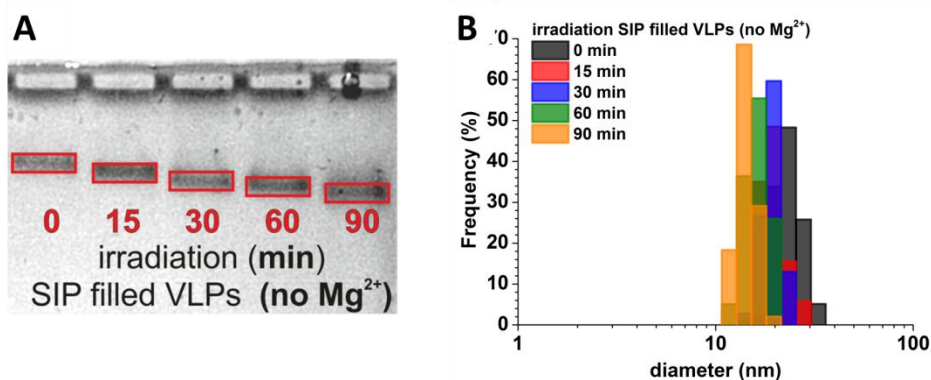 A
0 15 30 60 90
irradiation (min)
SIP filled VLPs (no Mg²⁺)
B
irradiation SIP filled VLPs (no Mg²⁺)
0 min
15 min
30 min
60 min
90 min
Frequency (%)
60
50
40
30
20
10
0
1 10 100
diameter (nm)